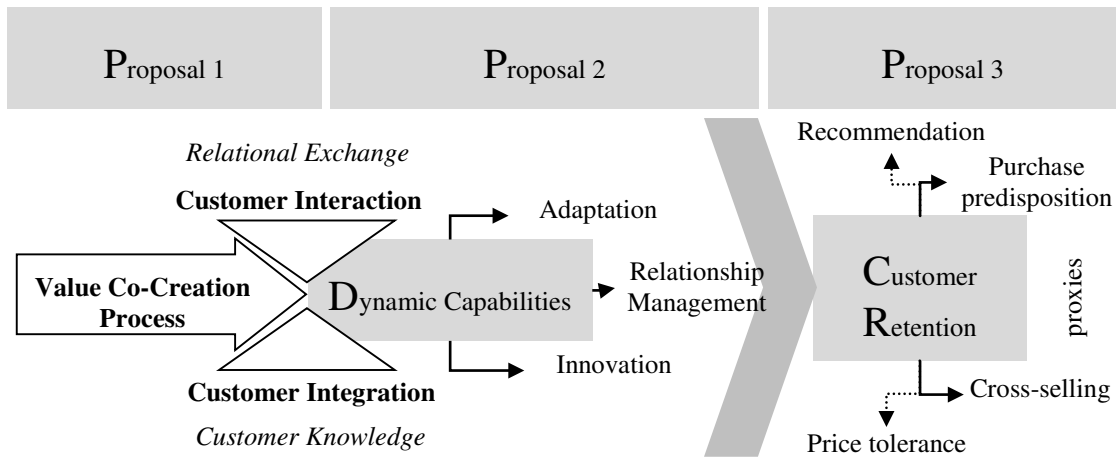 Proposal 1
Proposal 2
Proposal 3
Relational Exchange
Customer Interaction
Value Co-Creation
Process
Customer Integration
Customer Knowledge
Dynamic Capabilities
Adaptation
Relationship
Management
Innovation
Recommendation
Purchase
predisposition
Customer
Retention
proxies
Cross-selling
Price tolerance